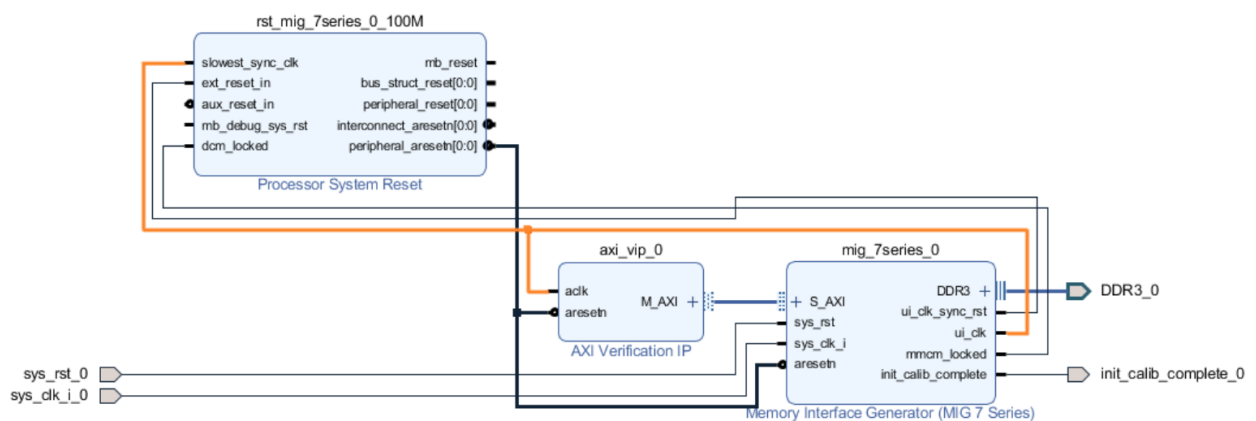 rst_mig_7series_0_100M
slowest_sync_clk
mb_reset
ext_reset_in
bus_struct_reset[0:0]
aux_reset_in
peripheral_reset[0:0]
mb_debug_sys_rst
interconnect_aresetn[0:0]
dcm_locked
peripheral_aresetn[0:0]
Processor System Reset
axi_vip_0
aclk
M_AXI
aresetn
AXI Verification IP
mig_7series_0
DDR3
S_AXI
ui_clk_sync_rst
sys_rst
ui_clk
sys_clk_i
mmcm_locked
aresetn
init_calib_complete
Memory Interface Generator (MIG 7 Series)
DDR3_0
init_calib_complete_0
sys_rst_0
sys_clk_i_0